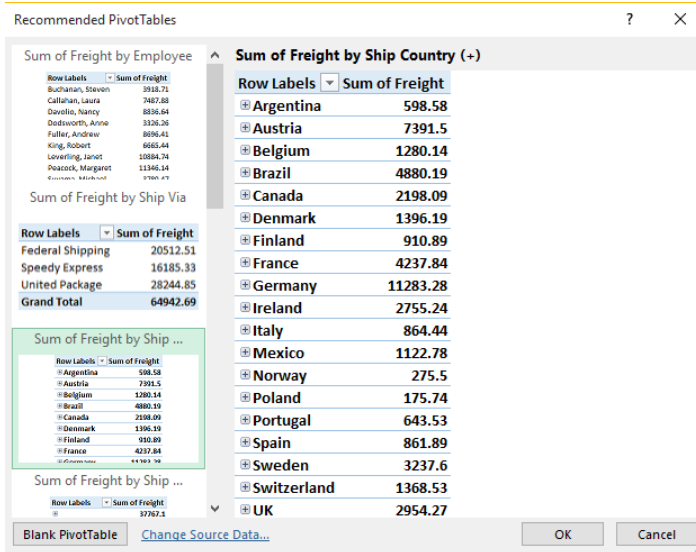 Recommended PivotTables ? ×
Sum of Freight by Employee
Row Labels Sum of Freight
Buchanan, Steven 3918.71
Callahan, Laura 7487.88
Davolio, Nancy 8836.64
Dodsworth, Anne 3326.26
Fuller, Andrew 8696.41
King, Robert 6665.44
Leverling, Janet 10884.74
Peacock, Margaret 11346.14
Suyama, Michael 3780.47
Sum of Freight by Ship Via
Row Labels Sum of Freight
Federal Shipping 20512.51
Speedy Express 16185.33
United Package 28244.85
Grand Total 64942.69
Sum of Freight by Ship ...
Row Labels Sum of Freight
Argentina 598.58
Austria 7391.5
Belgium 1280.14
Brazil 4880.19
Canada 2198.09
Denmark 1396.19
Finland 910.89
France 4237.84
Germany 11283.28
Sum of Freight by Ship ...
Row Labels Sum of Freight
37767.1
Sum of Freight by Ship Country (+)
Row Labels Sum of Freight
Argentina 598.58
Austria 7391.5
Belgium 1280.14
Brazil 4880.19
Canada 2198.09
Denmark 1396.19
Finland 910.89
France 4237.84
Germany 11283.28
Ireland 2755.24
Italy 864.44
Mexico 1122.78
Norway 275.5
Poland 175.74
Portugal 643.53
Spain 861.89
Sweden 3237.6
Switzerland 1368.53
UK 2954.27
Blank PivotTable Change Source Data... OK Cancel